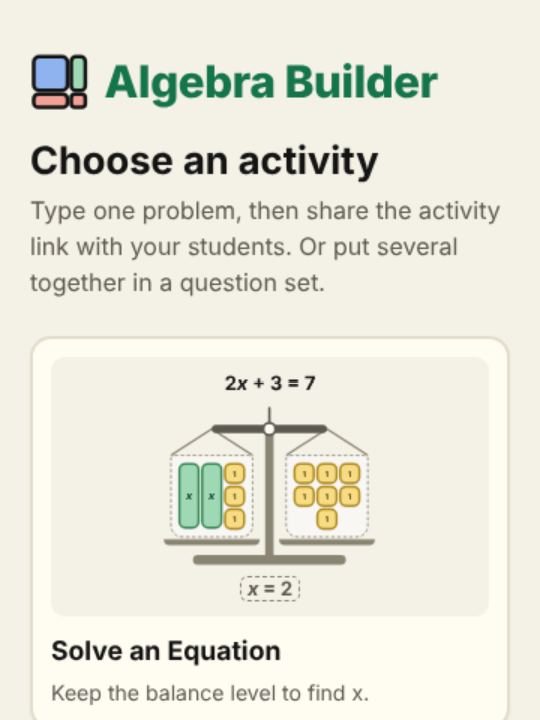 Algebra Builder
Choose an activity
Type one problem, then share the activity
link with your students. Or put several
together in a question set.
2x + 3 = 7
x x 1 1 1 1
1 1 1 1
1 1
x = 2
Solve an Equation
Keep the balance level to find x.